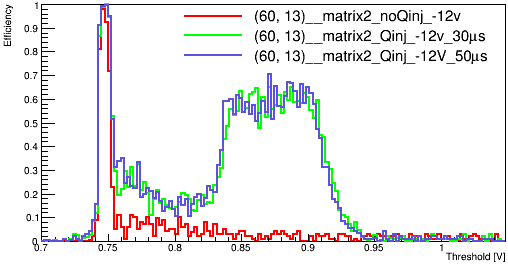 Efficiency
(60, 13)__matrix2_noQinj_-12v
(60, 13)__matrix2_Qinj_-12v_30μs
(60, 13)__matrix2_Qinj_-12V_50μs
1
0.9
0.8
0.7
0.6
0.5
0.4
0.3
0.2
0.1
0
0.7 0.75 0.8 0.85 0.9 0.95 1
Threshold [V]